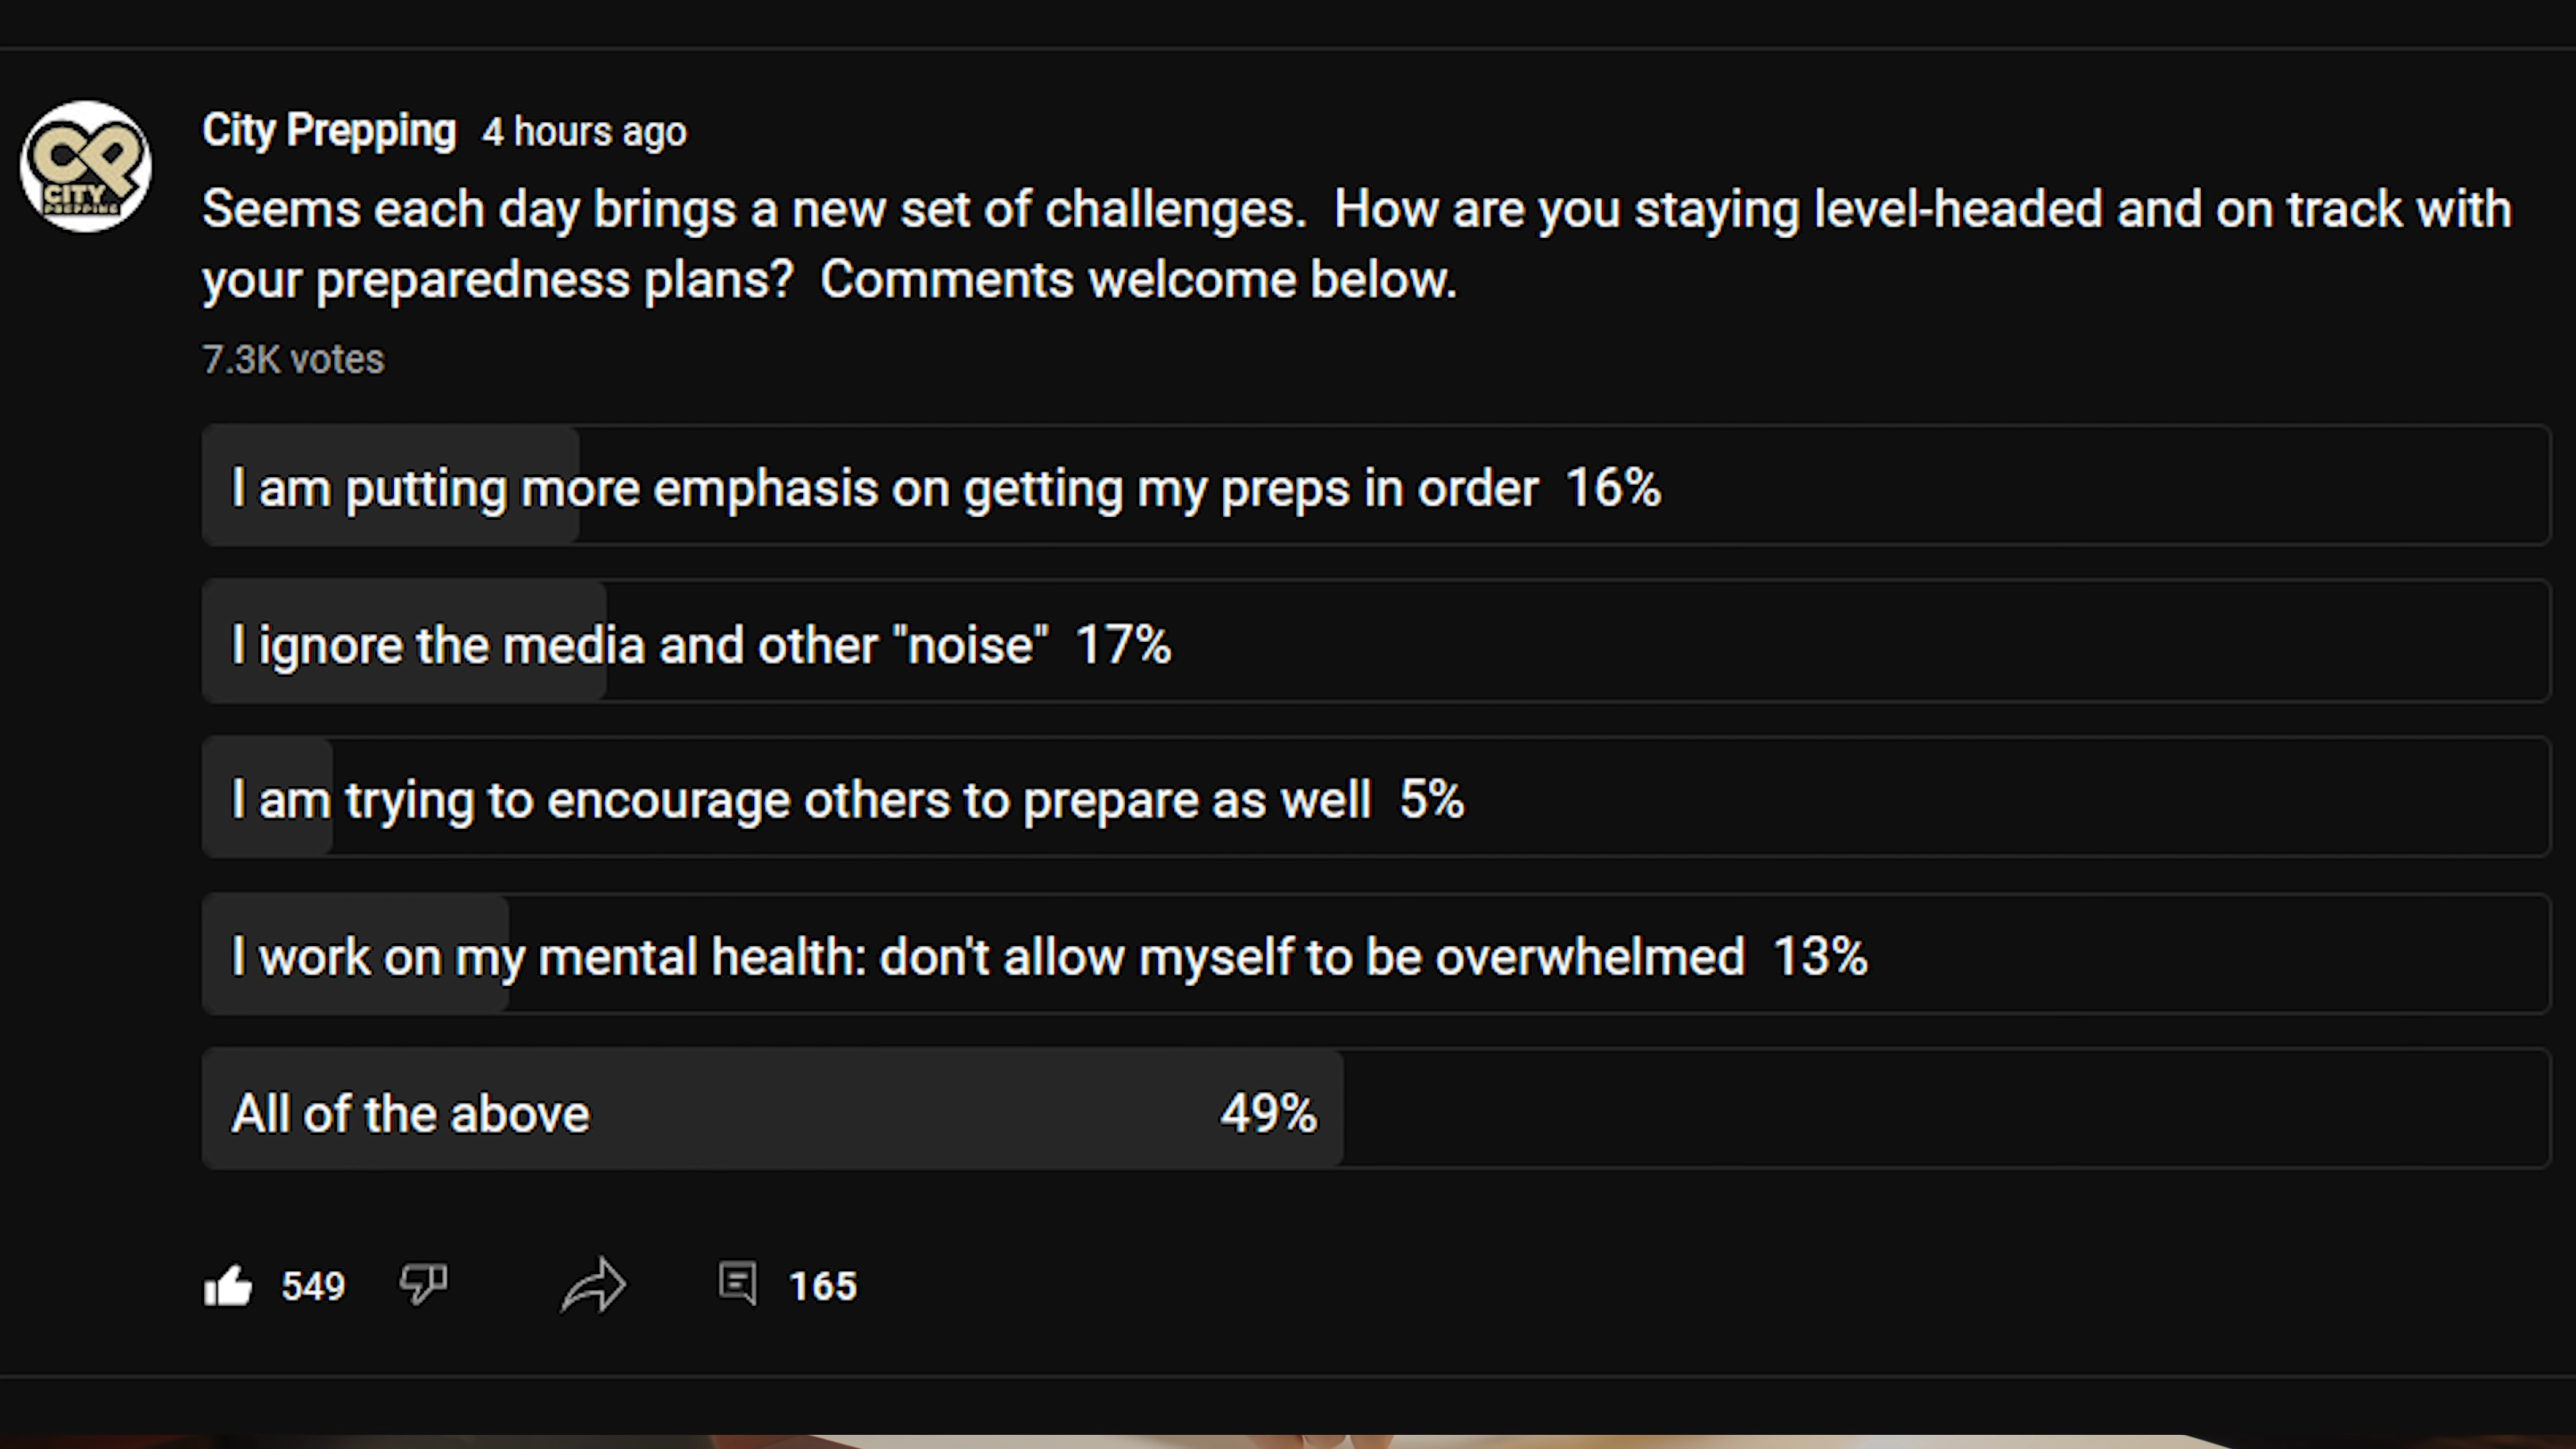 City Prepping 4 hours ago
CP
CITY
PREPPING
Seems each day brings a new set of challenges.  How are you staying level-headed and on track with
your preparedness plans?  Comments welcome below.
7.3K votes
I am putting more emphasis on getting my preps in order 16%
I ignore the media and other "noise" 17%
I am trying to encourage others to prepare as well 5%
I work on my mental health: don't allow myself to be overwhelmed 13%
All of the above 49%
549 165